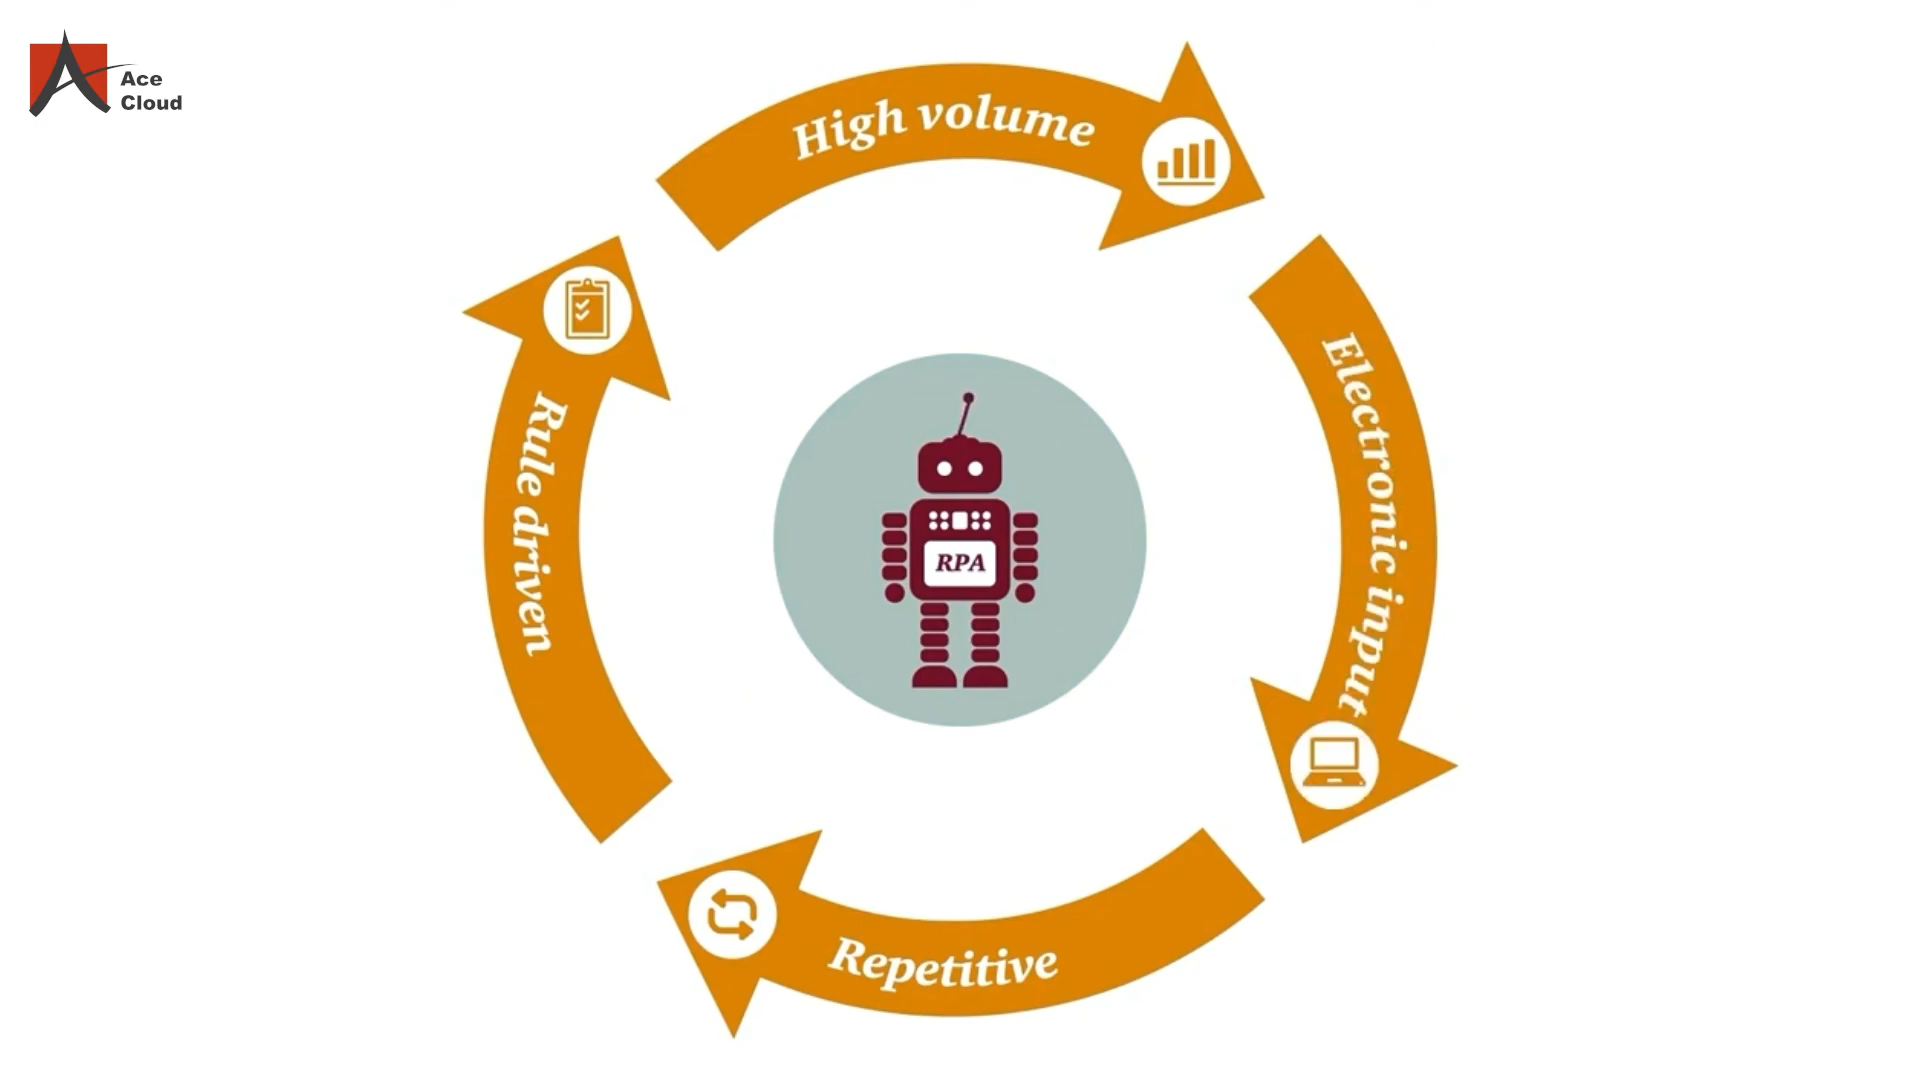 Ace
Cloud
High volume
Electronic input
Repetitive
Rule driven
RPA